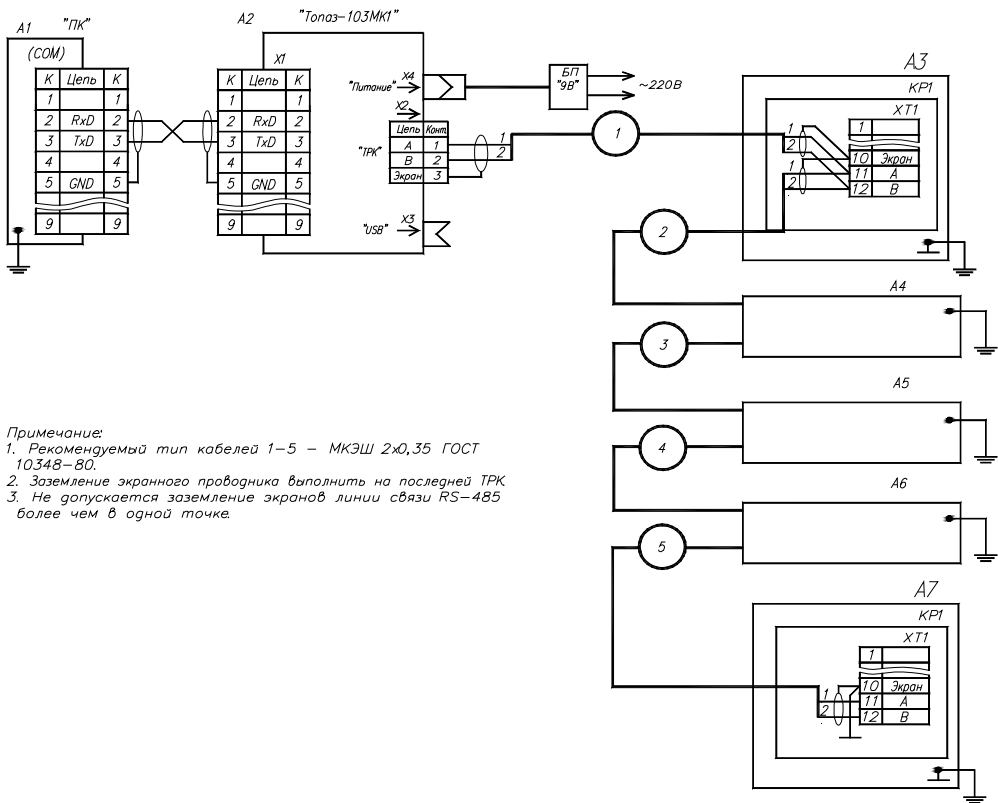 A1 "ПК"
(COM)
К Цепь К
1 1
2 RxD 2
3 TxD 3
4 4
5 GND 5
9 9
A2 "Топаз-103МК1"
X1
К Цепь К
1 1
2 RxD 2
3 TxD 3
4 4
5 GND 5
9 9
"Питание" X4
X2
"ТРК"
Цепь Конт.
A 1
B 2
Экран 3
X3
"USB"
БП
"9В"
~220В
1
2
1
A3
КР1
XT1
1
10 Экран
11 A
12 B
1
2
1
2
2
A4
3
A5
4
A6
5
A7
КР1
XT1
1
10 Экран
11 A
12 B
1
2
Примечание:
1. Рекомендуемый тип кабелей 1-5 - МКЭШ 2х0,35 ГОСТ
10348-80.
2. Заземление экранного проводника выполнить на последней ТРК
3. Не допускается заземление экранов линии связи RS-485
более чем в одной точке.